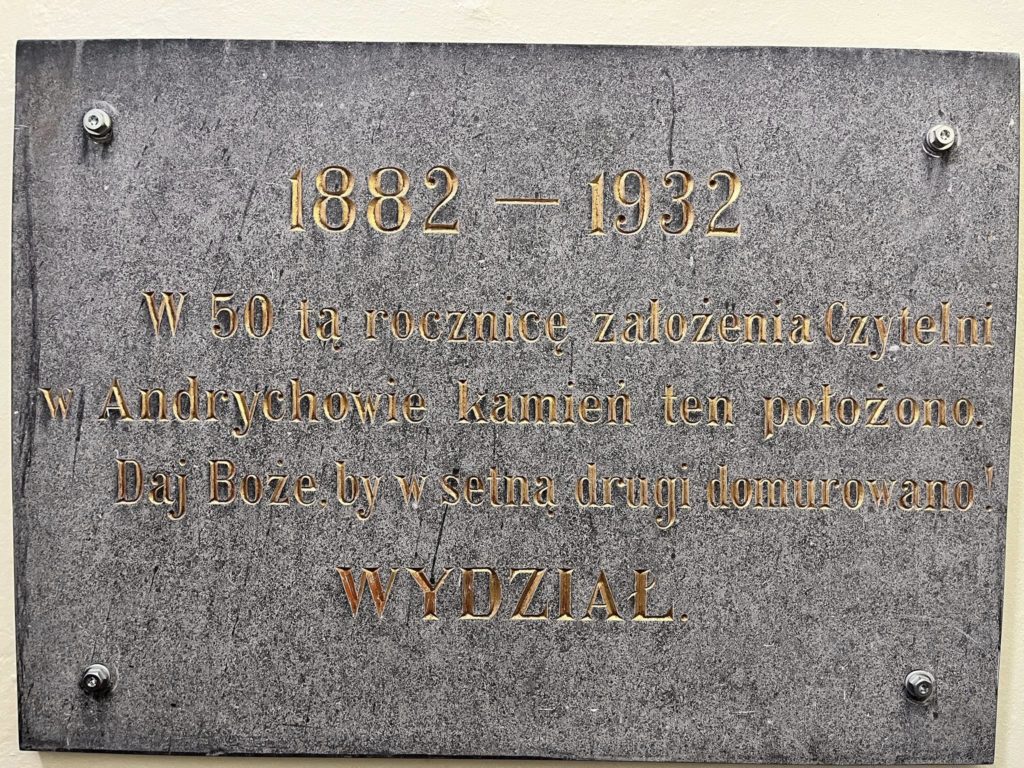 1882 — 1932
W 50 tą rocznicę założenia Czytelni
w Andrychowie kamień ten położono.
Daj Boże, by w setną drugi domurowano!
WYDZIAŁ.